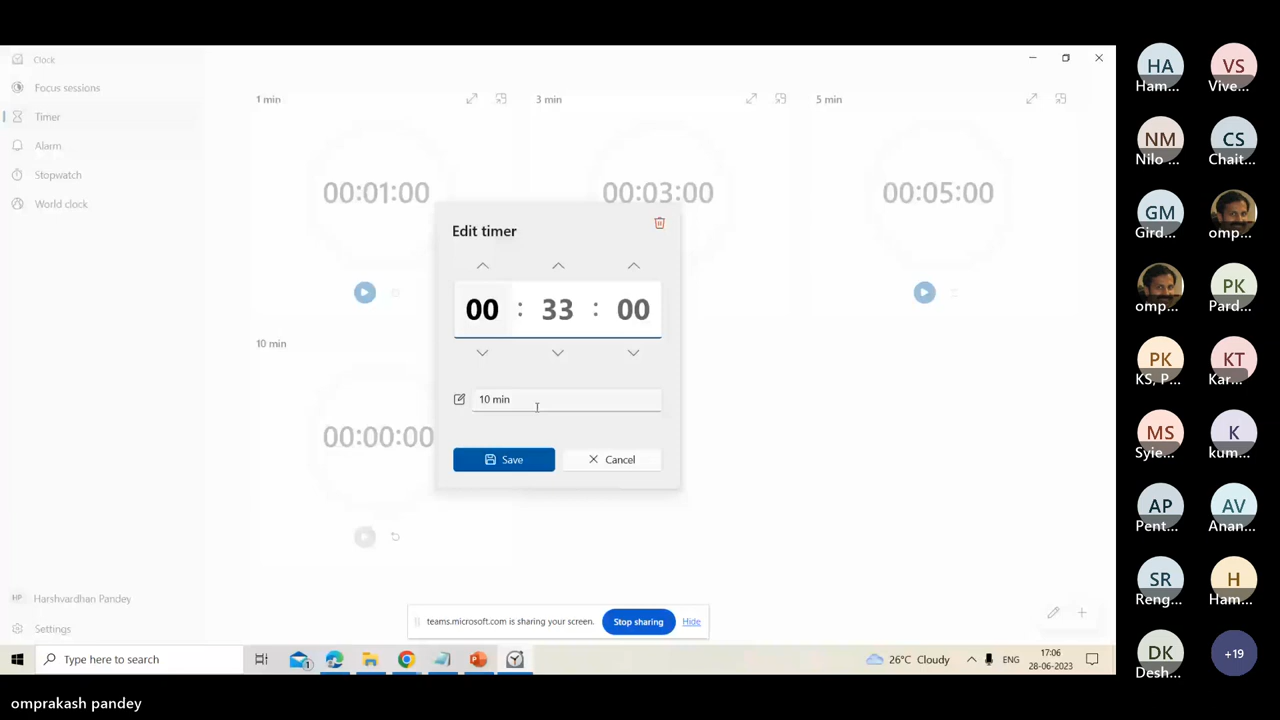 Clock
Focus sessions
Timer
Alarm
Stopwatch
World clock
1 min
3 min
5 min
00:01:00
00:03:00
00:05:00
10 min
00:00:00
Edit timer
00 : 33 : 00
10 min
Save
Cancel
Harshvardhan Pandey
HP
Settings
teams.microsoft.com is sharing your screen.
Stop sharing
Hide
Type here to search
1
26°C Cloudy
ENG
17:06
28-06-2023
omprakash pandey
HA
Ham...
VS
Vive...
NM
Nilo ...
CS
Chait...
GM
Gird...
omp...
omp...
PK
Pard...
PK
KS, P...
KT
Kar...
MS
Syie...
K
kum...
AP
Pent...
AV
Anan...
SR
Reng...
H
Ham...
DK
Desh...
+19